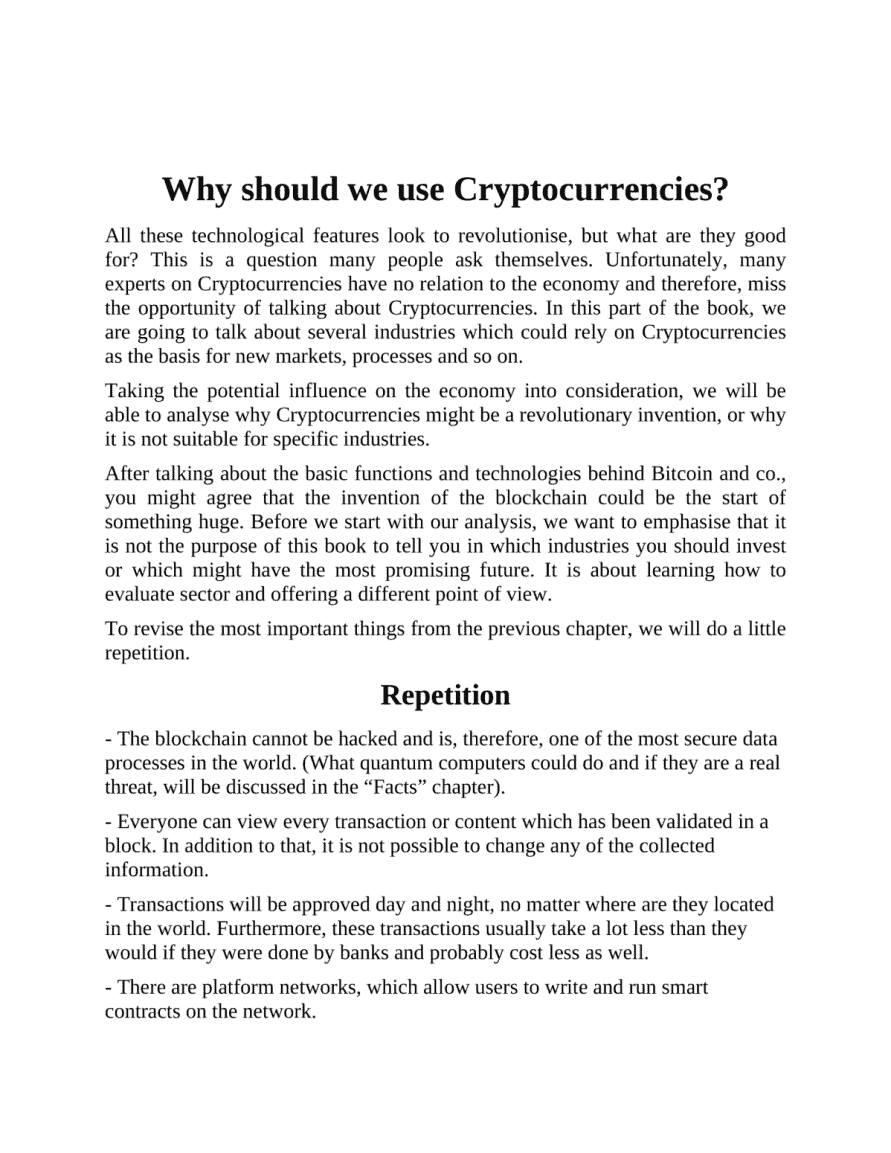 Why should we use Cryptocurrencies?
All these technological features look to revolutionise, but what are they good
for? This is a question many people ask themselves. Unfortunately, many
experts on Cryptocurrencies have no relation to the economy and therefore, miss
the opportunity of talking about Cryptocurrencies. In this part of the book, we
are going to talk about several industries which could rely on Cryptocurrencies
as the basis for new markets, processes and so on.
Taking the potential influence on the economy into consideration, we will be
able to analyse why Cryptocurrencies might be a revolutionary invention, or why
it is not suitable for specific industries.
After talking about the basic functions and technologies behind Bitcoin and co.,
you might agree that the invention of the blockchain could be the start of
something huge. Before we start with our analysis, we want to emphasise that it
is not the purpose of this book to tell you in which industries you should invest
or which might have the most promising future. It is about learning how to
evaluate sector and offering a different point of view.
To revise the most important things from the previous chapter, we will do a little
repetition.
Repetition
- The blockchain cannot be hacked and is, therefore, one of the most secure data
processes in the world. (What quantum computers could do and if they are a real
threat, will be discussed in the “Facts” chapter).
- Everyone can view every transaction or content which has been validated in a
block. In addition to that, it is not possible to change any of the collected
information.
- Transactions will be approved day and night, no matter where are they located
in the world. Furthermore, these transactions usually take a lot less than they
would if they were done by banks and probably cost less as well.
- There are platform networks, which allow users to write and run smart
contracts on the network.